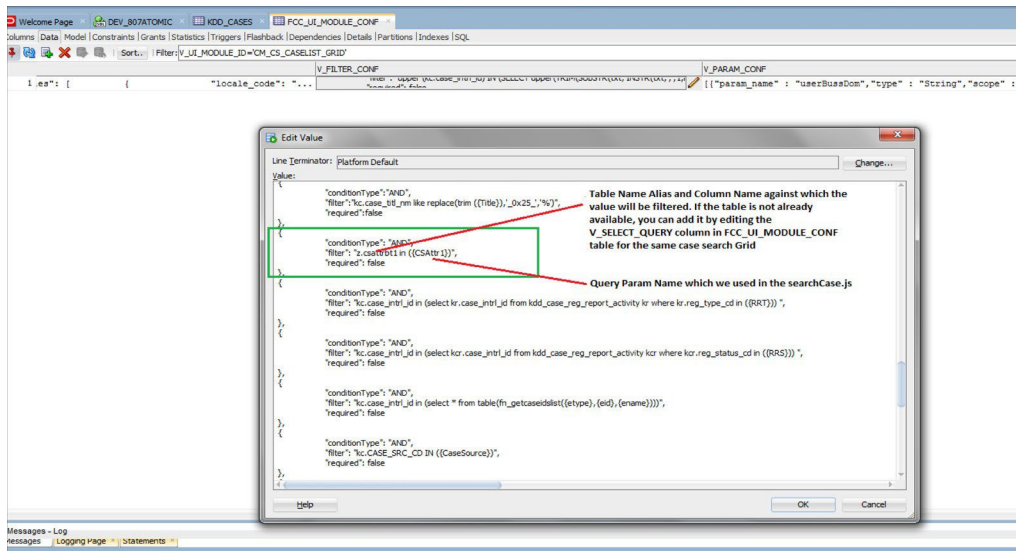 Welcome Page DEV_807ATOMIC KDD_CASES FCC_UI_MODULE_CONF
Columns Data Model Constraints Grants Statistics Triggers Flashback Dependencies Details Partitions Indexes SQL
Sort.. Filter: V_UI_MODULE_ID='CM_CS_CASELIST_GRID'
V_FILTER_CONF V_PARAM_CONF
1 .es": [ { "locale_code": "... [{"param_name" : "userBussDom","type" : "String","scope" :
"required": false
Edit Value
Line Terminator: Platform Default Change...
Value:
{
"conditionType":"AND",
"filter":"kc.case_titl_nm like replace(trim ({Title}),'_0x25_','%')",
"required":false
},
{
"conditionType": "AND",
"filter": "z.csattrbt1 in ({CSAttr1})",
"required": false
},
{
"conditionType": "AND",
"filter": "kc.case_intrl_id in (select kr.case_intrl_id from kdd_case_reg_report_activity kr where kr.reg_type_cd in ({RRT})) ",
"required": false
},
{
"conditionType": "AND",
"filter": "kc.case_intrl_id in (select kcr.case_intrl_id from kdd_case_reg_report_activity kcr where kcr.reg_status_cd in ({RRS})) ",
"required": false
},
{
"conditionType": "AND",
"filter": "kc.case_intrl_id in (select * from table(fn_getcaseidslist({etype},{eid},{ename})))",
"required": false
},
{
"conditionType": "AND",
"filter": "kc.CASE_SRC_CD IN ({CaseSource})",
"required": false
},
Table Name Alias and Column Name against which the
value will be filtered. If the table is not already
available, you can add it by editing the
V_SELECT_QUERY column in FCC_UI_MODULE_CONF
table for the same case search Grid
Query Param Name which we used in the searchCase.js
Help OK Cancel
Messages - Log
Messages Logging Page Statements